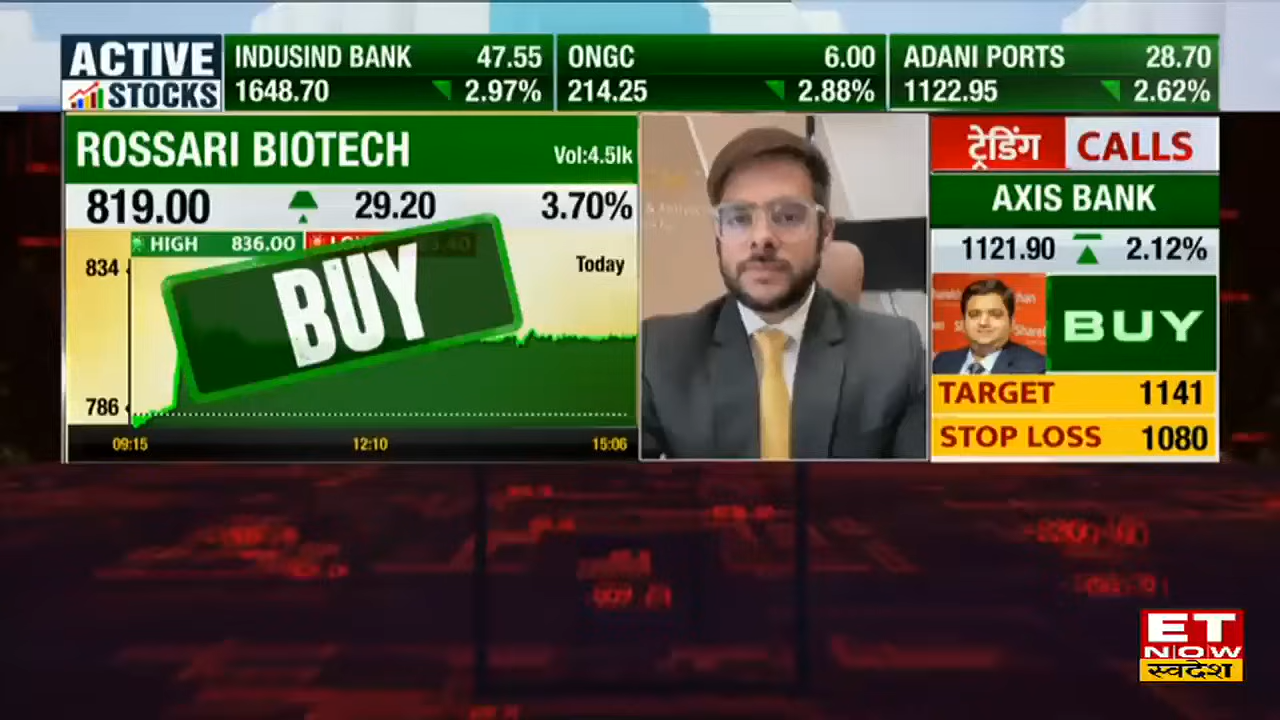 ACTIVE STOCKS
INDUSIND BANK 47.55
1648.70 2.97%
ONGC 6.00
214.25 2.88%
ADANI PORTS 28.70
1122.95 2.62%
ROSSARI BIOTECH Vol:4.5lk
819.00 29.20 3.70%
HIGH 836.00
834 Today
BUY
786
09:15 12:10 15:06
ट्रेडिंग CALLS
AXIS BANK
1121.90 2.12%
BUY
TARGET 1141
STOP LOSS 1080
ET
NOW
स्वदेश